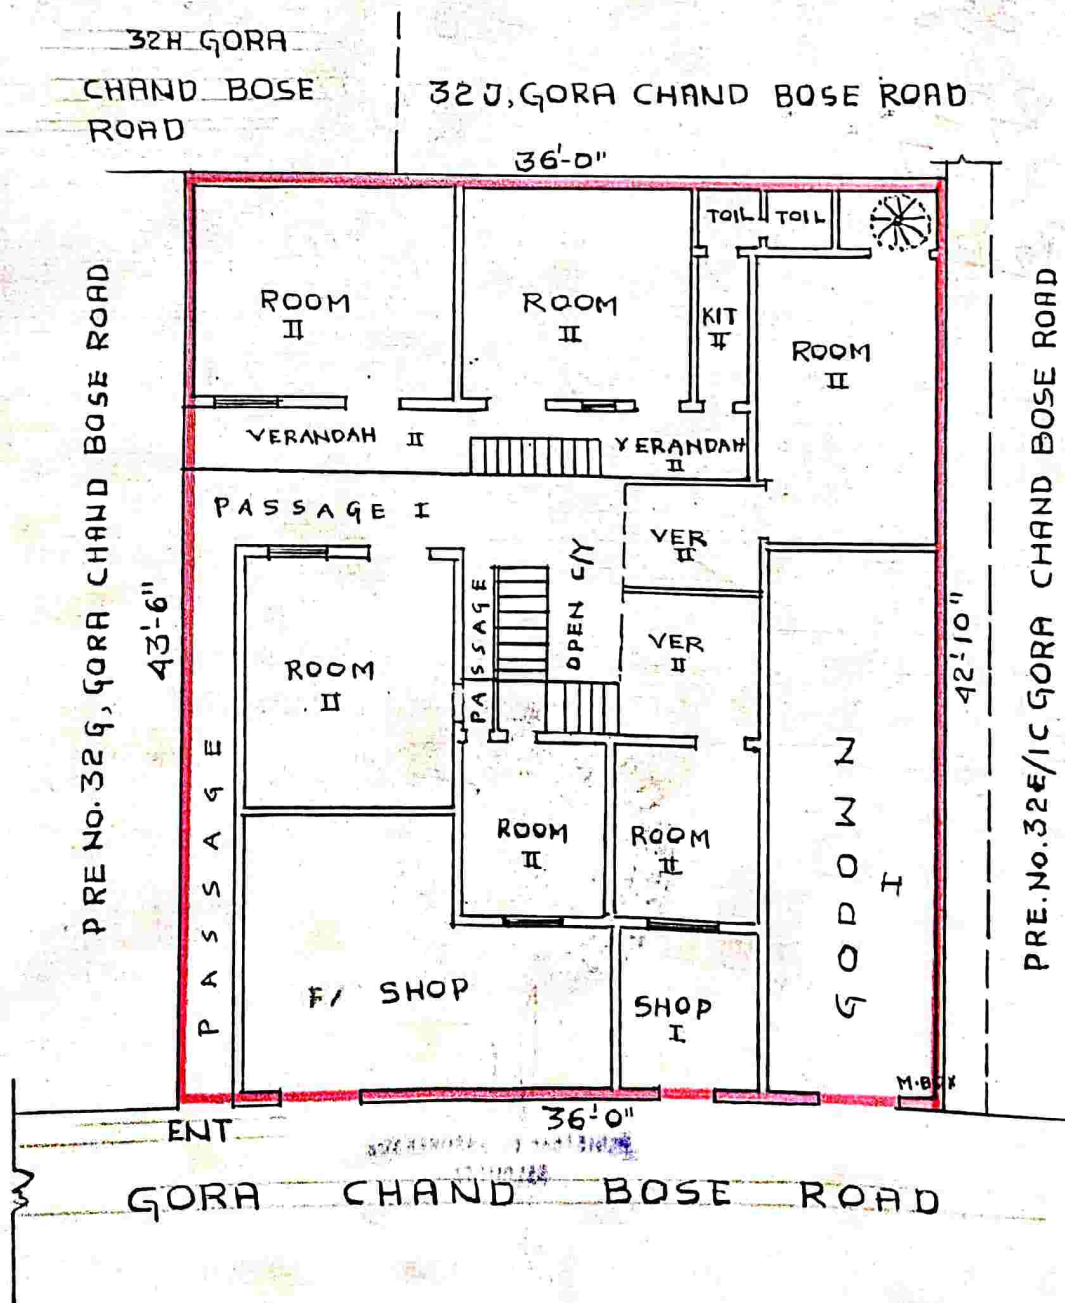 32H GORA
CHAND BOSE
ROAD
32J, GORA CHAND BOSE ROAD
36'-0"
TOIL
TOIL
ROOM
II
ROOM
II
KIT
II
ROOM
II
VERANDAH II
VERANDAH
II
PASSAGE I
VER
II
OPEN C/Y
PASSAGE
VER
II
ROOM
II
PASSAGE
ROOM
II
ROOM
II
GODOWN
I
F/ SHOP
SHOP
I
M.BOX
PRE No. 32G, GORA CHAND BOSE ROAD
43'-6"
42'-10"
PRE. No. 32E/1C GORA CHAND BOSE ROAD
ENT
36'-0"
GORA CHAND BOSE ROAD